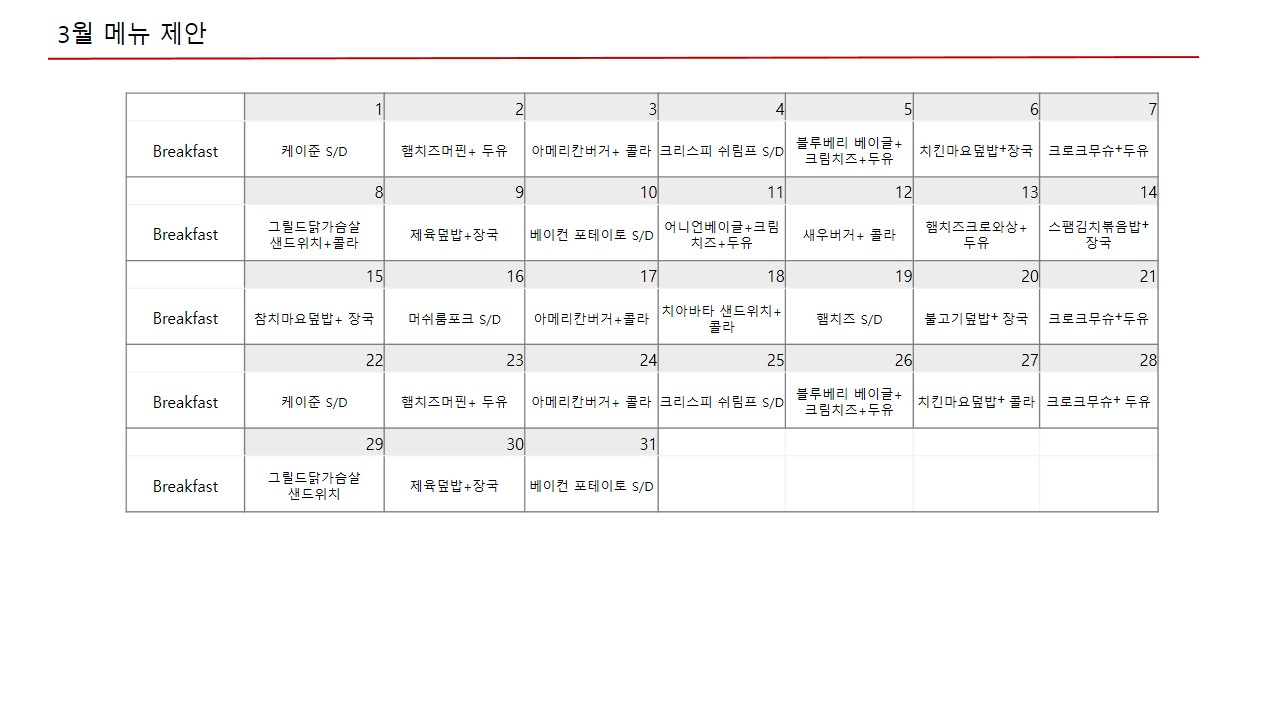 3월 메뉴 제안
1 2 3 4 5 6 7
Breakfast 케이준 S/D 햄치즈머핀+ 두유 아메리칸버거+ 콜라 크리스피 쉬림프 S/D 블루베리 베이글+ 크림치즈+두유 치킨마요덮밥+장국 크로크무슈+두유
8 9 10 11 12 13 14
Breakfast 그릴드닭가슴살 샌드위치+콜라 제육덮밥+장국 베이컨 포테이토 S/D 어니언베이글+크림치즈+두유 새우버거+ 콜라 햄치즈크로와상+ 두유 스팸김치볶음밥+ 장국
15 16 17 18 19 20 21
Breakfast 참치마요덮밥+ 장국 머쉬룸포크 S/D 아메리칸버거+콜라 치아바타 샌드위치+ 콜라 햄치즈 S/D 불고기덮밥+ 장국 크로크무슈+두유
22 23 24 25 26 27 28
Breakfast 케이준 S/D 햄치즈머핀+ 두유 아메리칸버거+ 콜라 크리스피 쉬림프 S/D 블루베리 베이글+ 크림치즈+두유 치킨마요덮밥+ 콜라 크로크무슈+ 두유
29 30 31
Breakfast 그릴드닭가슴살 샌드위치 제육덮밥+장국 베이컨 포테이토 S/D